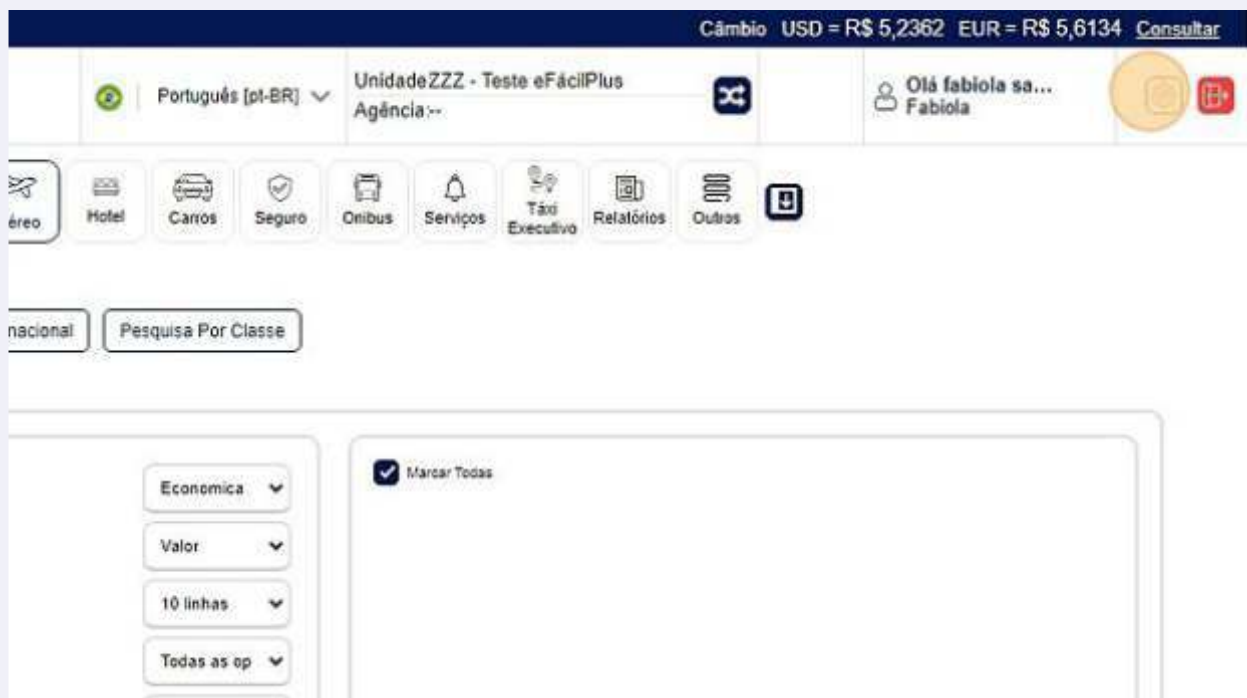 Câmbio USD = R$ 5,2362 EUR = R$ 5,6134 Consultar
Português [pt-BR]
UnidadeZZZ - Teste eFácilPlus
Agência:--
Olá fabiola sa...
Fabiola
éreo
Hotel
Carros
Seguro
Onibus
Serviços
Táxi
Executivo
Relatórios
Outros
nacional
Pesquisa Por Classe
Economica
Marcar Todas
Valor
10 linhas
Todas as op